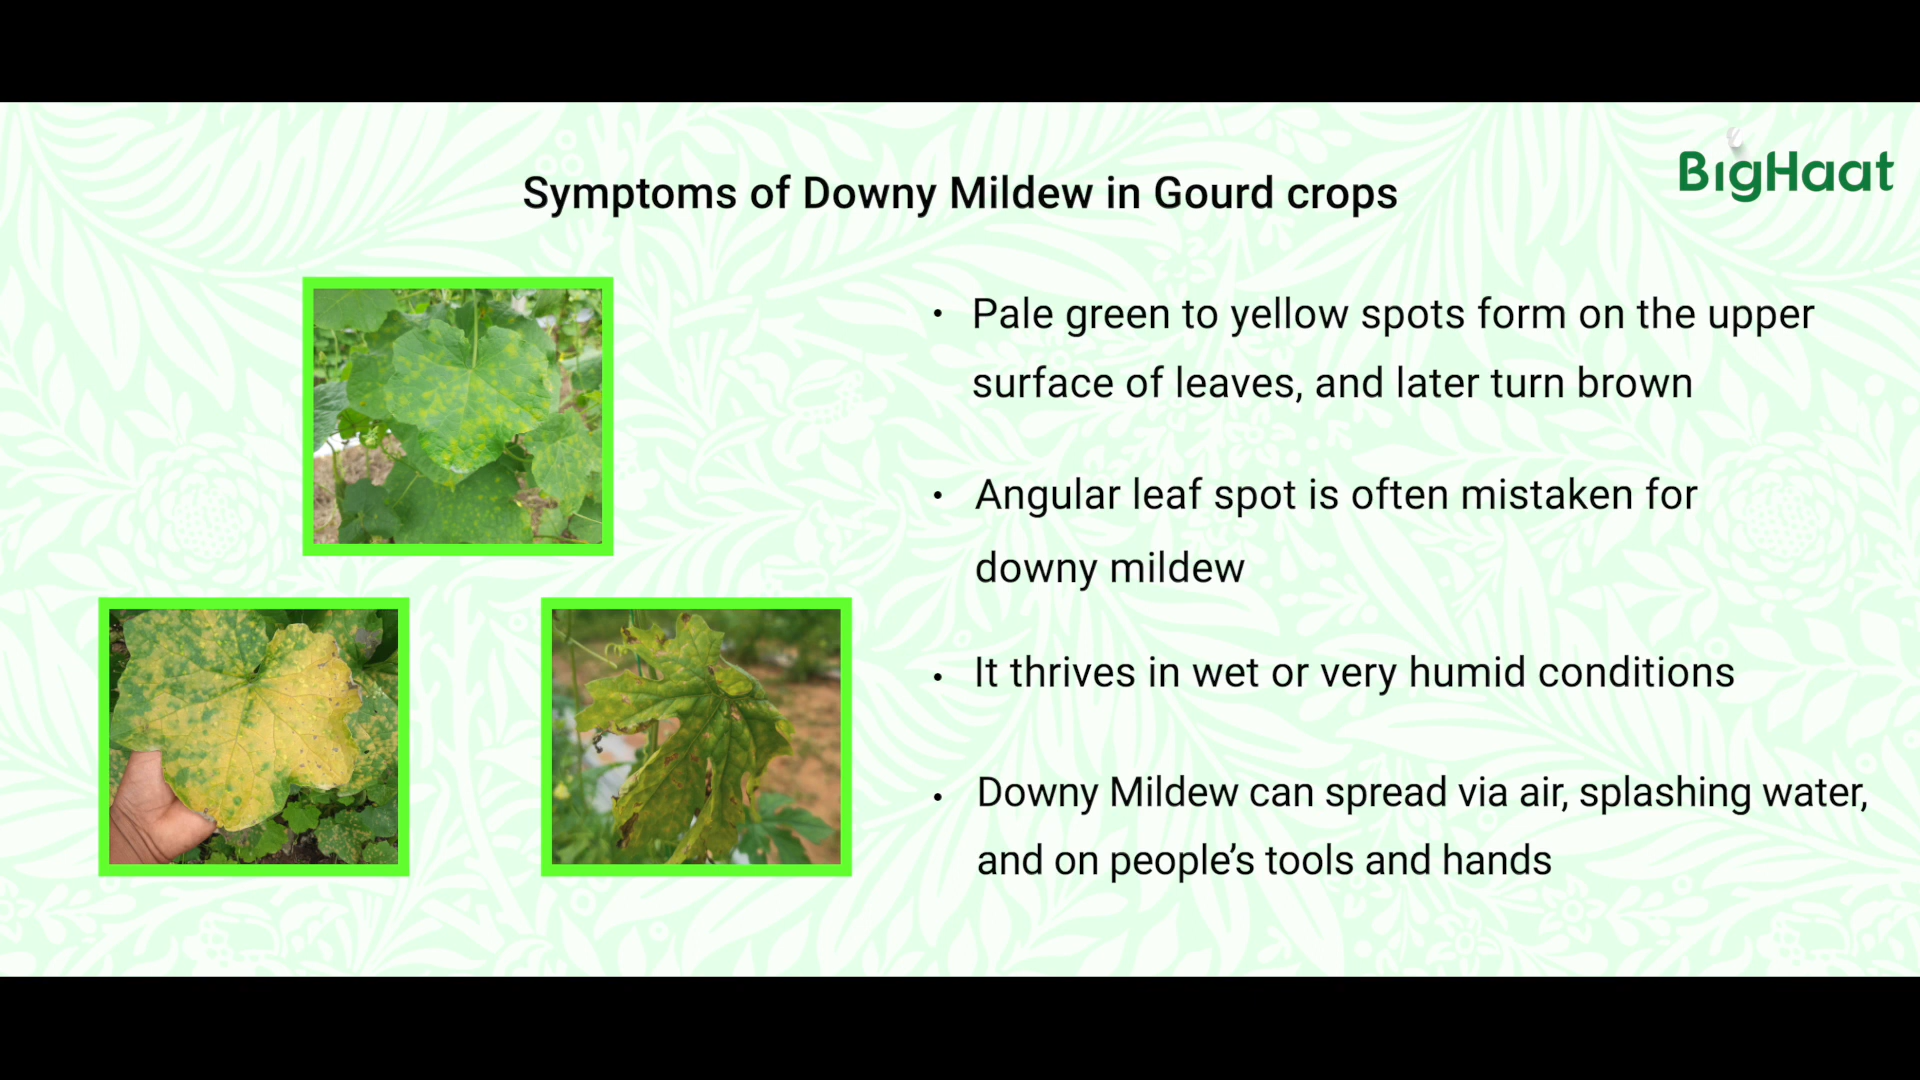 BigHaat
Symptoms of Downy Mildew in Gourd crops
• Pale green to yellow spots form on the upper
surface of leaves, and later turn brown
• Angular leaf spot is often mistaken for
downy mildew
• It thrives in wet or very humid conditions
• Downy Mildew can spread via air, splashing water,
and on people’s tools and hands